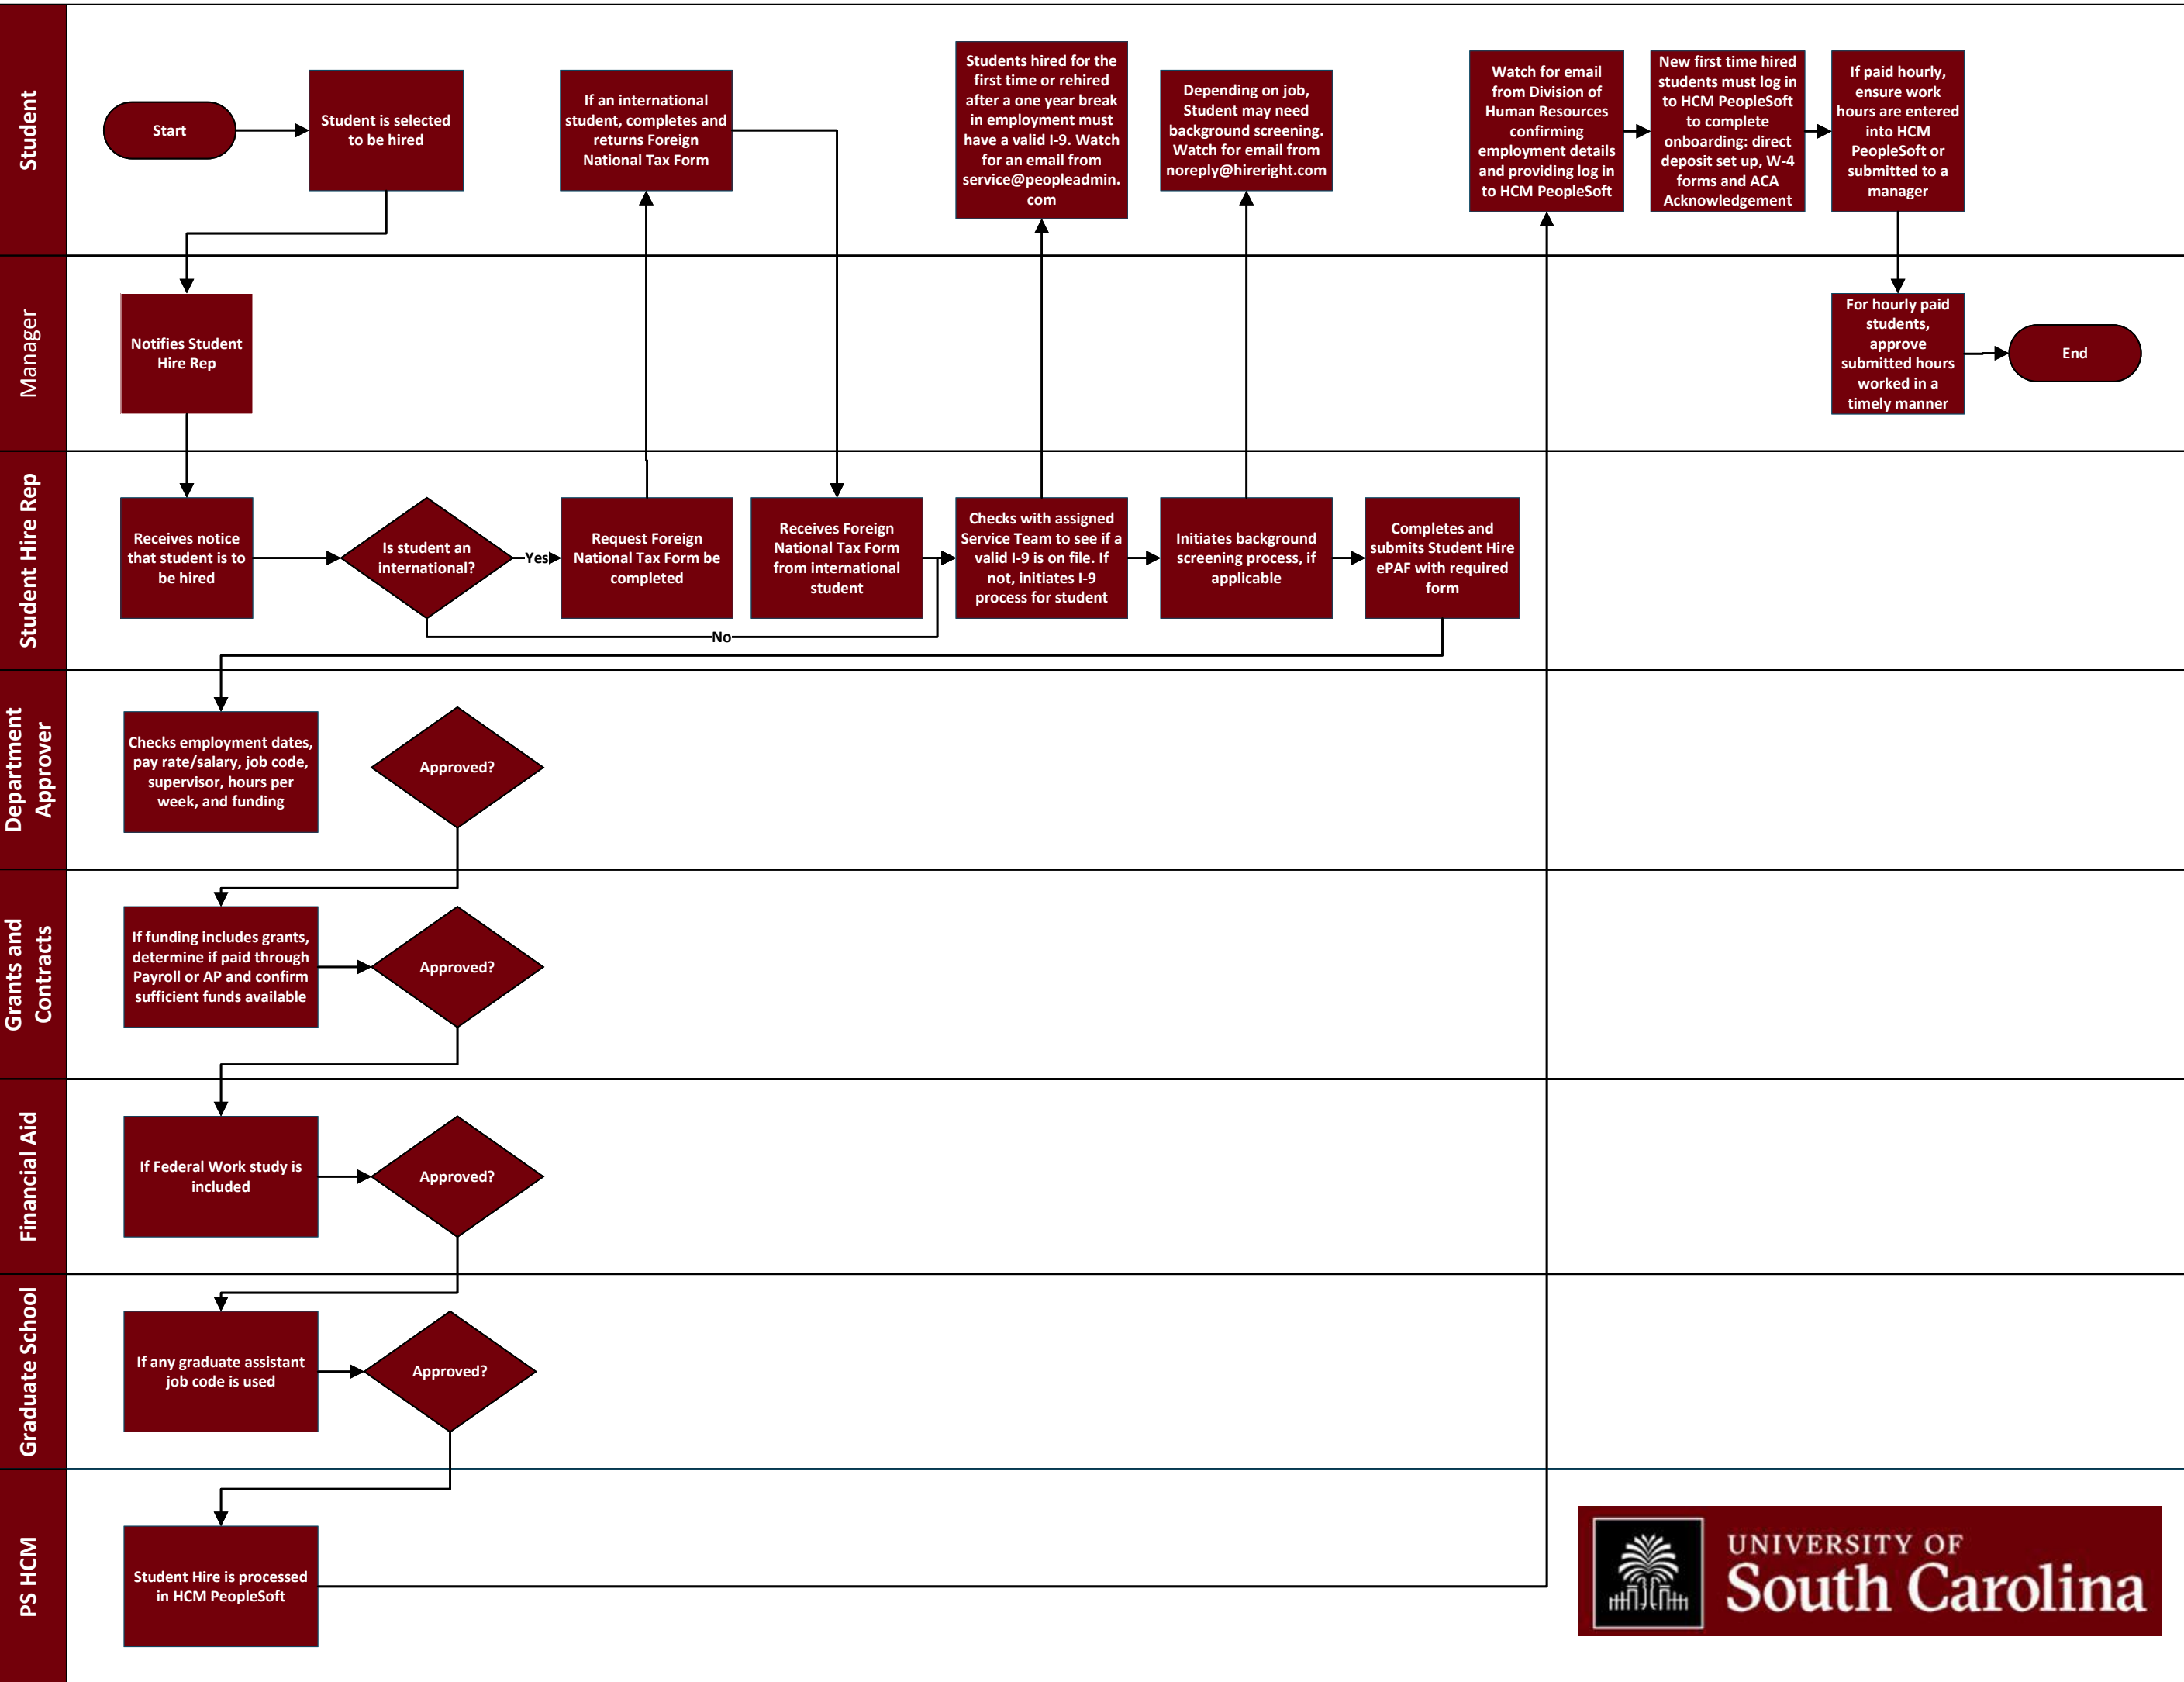 Student
Start
Student is selected
to be hired
If an international
student, completes and
returns Foreign
National Tax Form
Students hired for the
first time or rehired
after a one year break
in employment must
have a valid I-9. Watch
for an email from
service@peopleadmin.
com
Depending on job,
Student may need
background screening.
Watch for email from
noreply@hireright.com
Watch for email
from Division of
Human Resources
confirming
employment details
and providing log in
to HCM PeopleSoft
New first time hired
students must log in
to HCM PeopleSoft
to complete
onboarding: direct
deposit set up, W-4
forms and ACA
Acknowledgement
If paid hourly,
ensure work
hours are entered
into HCM
PeopleSoft or
submitted to a
manager
Manager
Notifies Student
Hire Rep
For hourly paid
students,
approve
submitted hours
worked in a
timely manner
End
Student Hire Rep
Receives notice
that student is to
be hired
Is student an
international?
Yes
No
Request Foreign
National Tax Form be
completed
Receives Foreign
National Tax Form
from international
student
Checks with assigned
Service Team to see if a
valid I-9 is on file. If
not, initiates I-9
process for student
Initiates background
screening process, if
applicable
Completes and
submits Student Hire
ePAF with required
form
Department
Approver
Checks employment dates,
pay rate/salary, job code,
supervisor, hours per
week, and funding
Approved?
Grants and
Contracts
If funding includes grants,
determine if paid through
Payroll or AP and confirm
sufficient funds available
Approved?
Financial Aid
If Federal Work study is
included
Approved?
Graduate School
If any graduate assistant
job code is used
Approved?
PS HCM
Student Hire is processed
in HCM PeopleSoft
UNIVERSITY OF
South Carolina